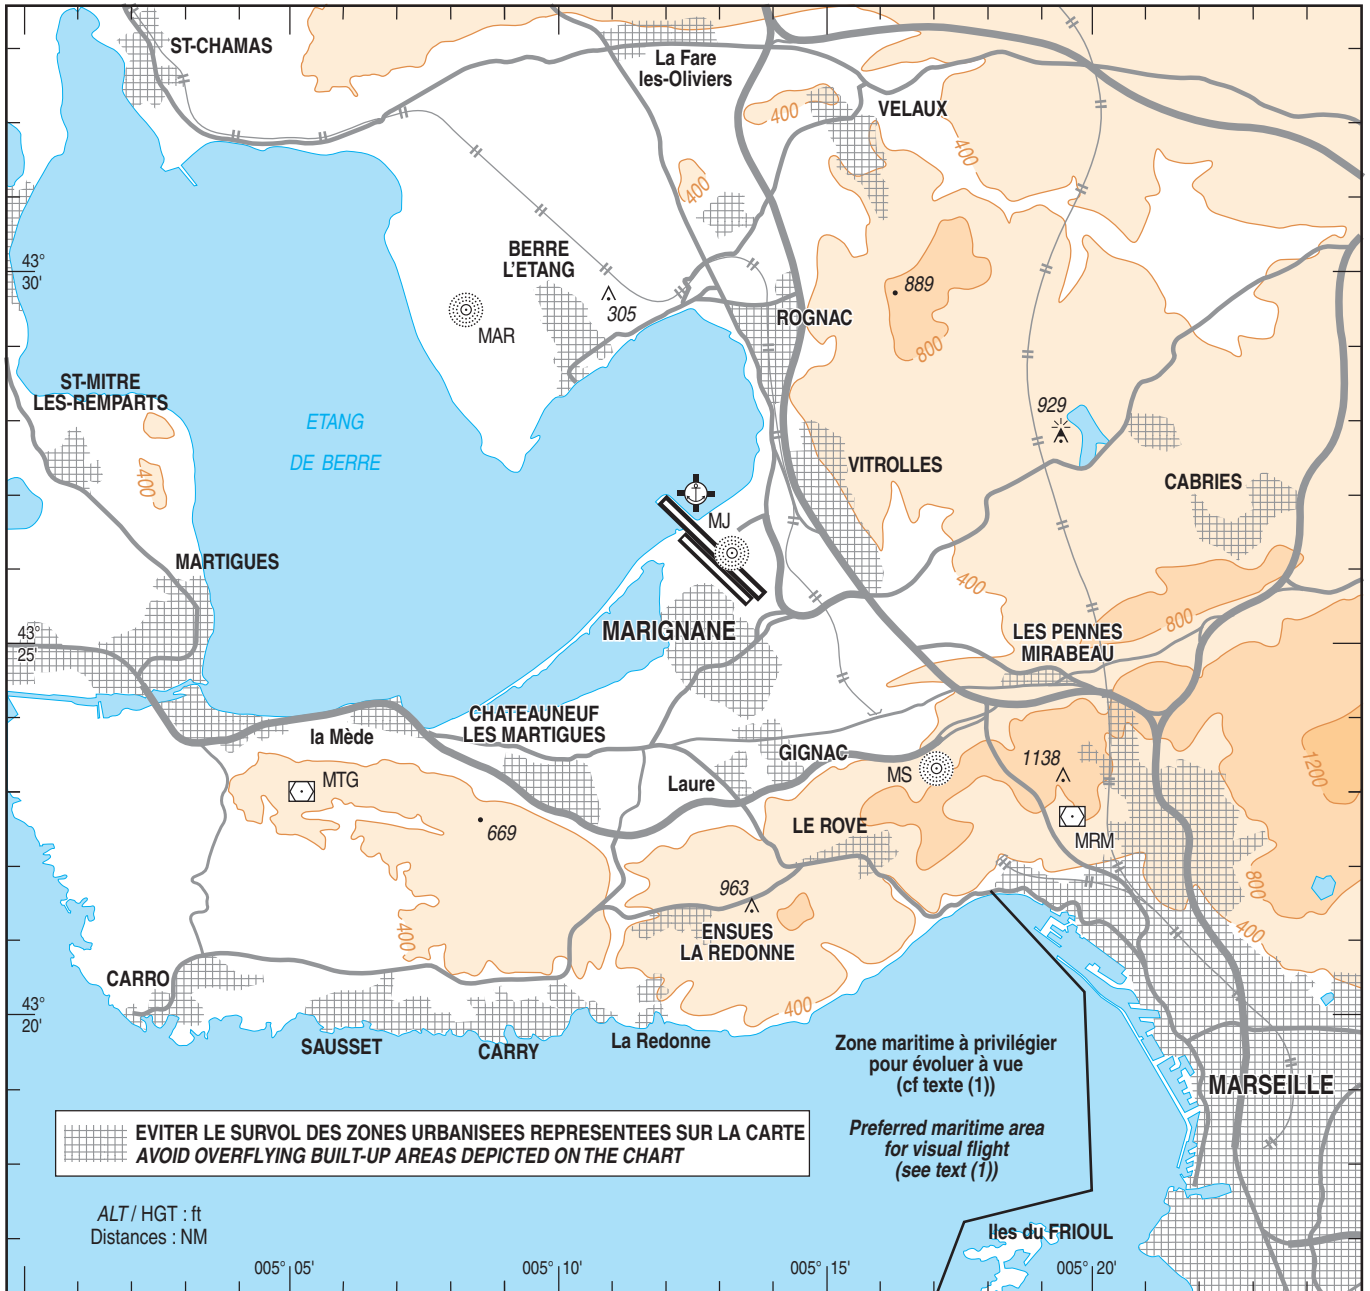 ST-CHAMAS
La Fare
les-Oliviers
VELAUX
400
400
400
BERRE
L'ETANG
43°
30'
305
MAR
889
ROGNAC
800
ST-MITRE
LES-REMPARTS
ETANG
DE BERRE
400
929
VITROLLES
CABRIES
MJ
MARTIGUES
400
43°
25'
MARIGNANE
800
LES PENNES
MIRABEAU
CHATEAUNEUF
LES MARTIGUES
la Mède
GIGNAC
1138
1200
MTG
Laure
MS
669
LE ROVE
MRM
963
800
400
ENSUES
LA REDONNE
400
CARRO
43°
20'
400
SAUSSET
CARRY
La Redonne
Zone maritime à privilégier
pour évoluer à vue
(cf texte (1))
MARSEILLE
Preferred maritime area
for visual flight
(see text (1))
EVITER LE SURVOL DES ZONES URBANISEES REPRESENTEES SUR LA CARTE
AVOID OVERFLYING BUILT-UP AREAS DEPICTED ON THE CHART
ALT / HGT : ft
Distances : NM
Iles du FRIOUL
005° 05'
005° 10'
005° 15'
005° 20'